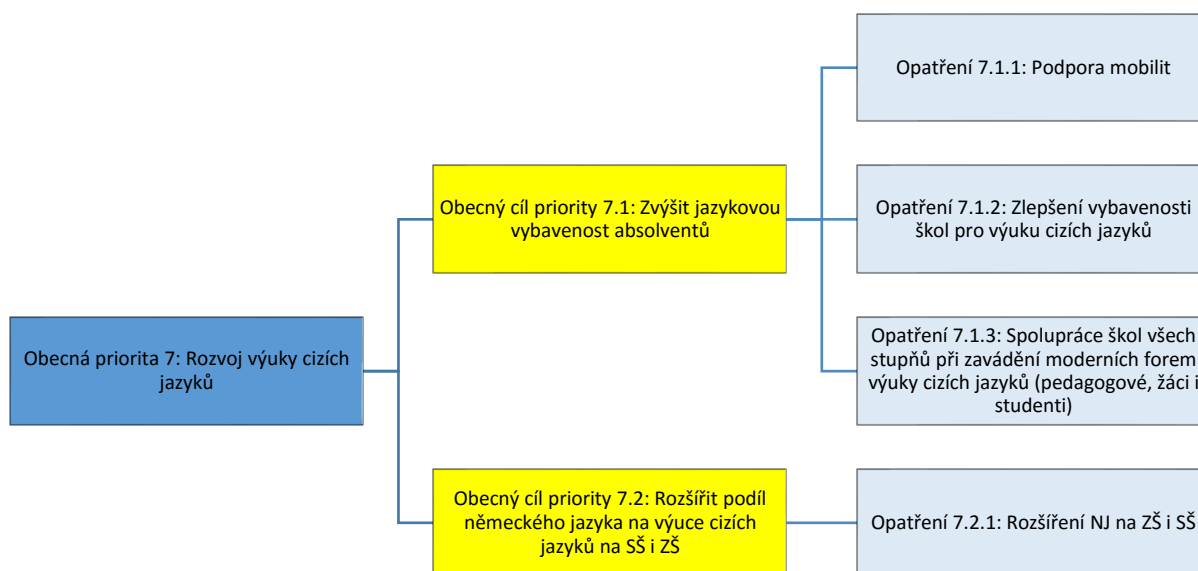 Opatření 7.1.1: Podpora mobilit
Obecný cíl priority 7.1: Zvýšit jazykovou
vybavenost absolventů
Opatření 7.1.2: Zlepšení vybavenosti
škol pro výuku cizích jazyků
Obecná priorita 7: Rozvoj výuky cizích
jazyků
Opatření 7.1.3: Spolupráce škol všech
stupňů při zavádění moderních forem
výuky cizích jazyků (pedagogové, žáci i
studenti)
Obecný cíl priority 7.2: Rozšířit podíl
německého jazyka na výuce cizích
jazyků na SŠ i ZŠ
Opatření 7.2.1: Rozšíření NJ na ZŠ i SŠ